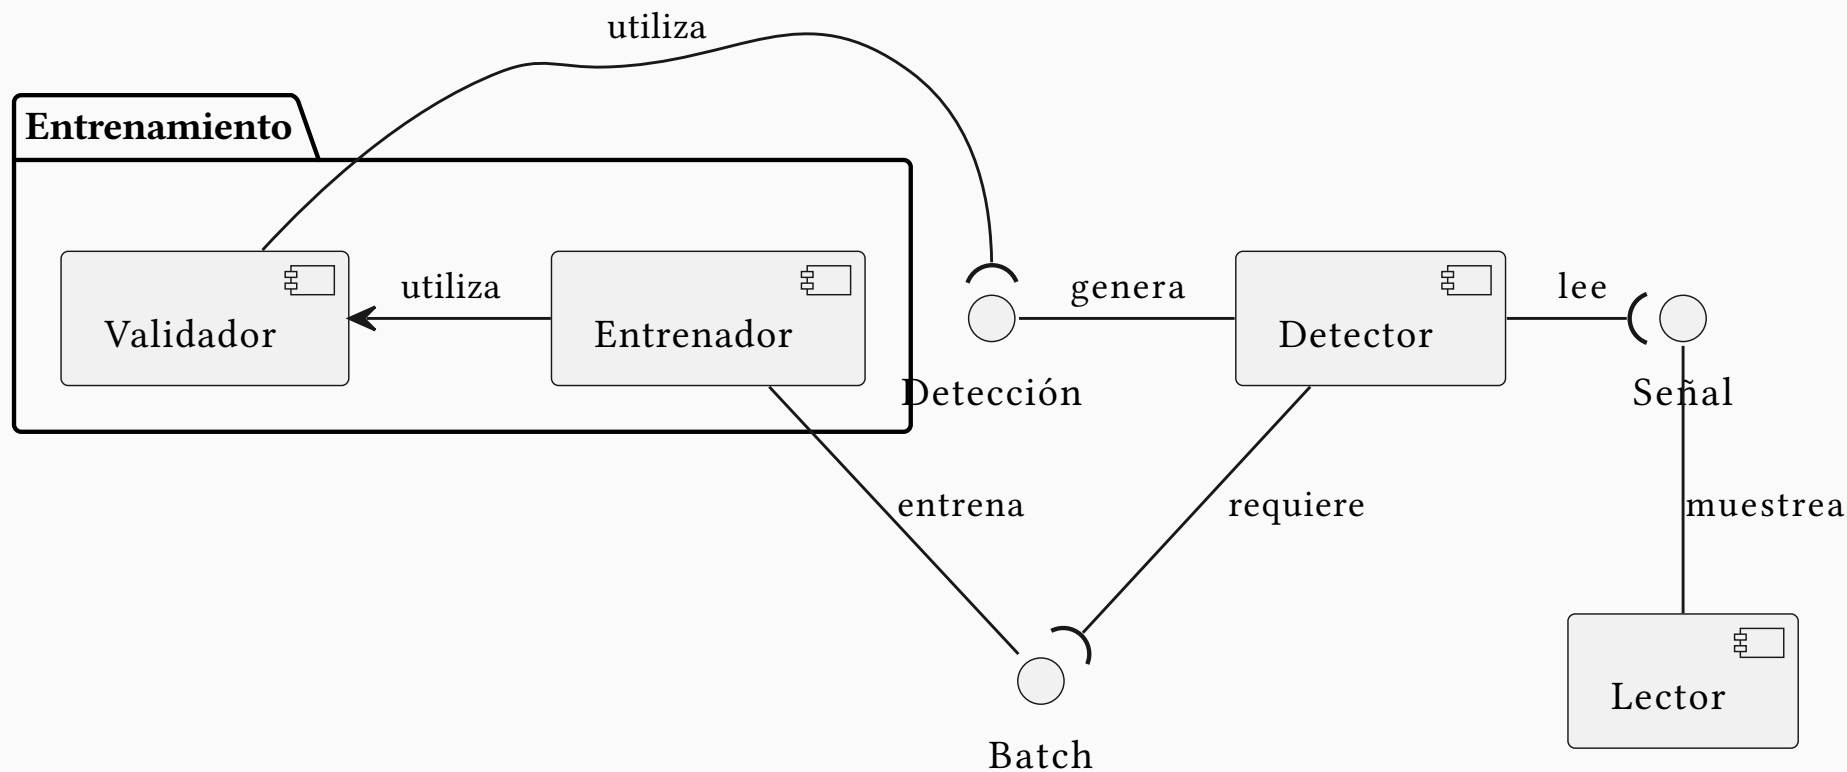 utiliza
Entrenamiento
utiliza
genera
lee
Validador
Entrenador
Detector
Detección
Señal
entrena
requiere
muestrea
Lector
Batch